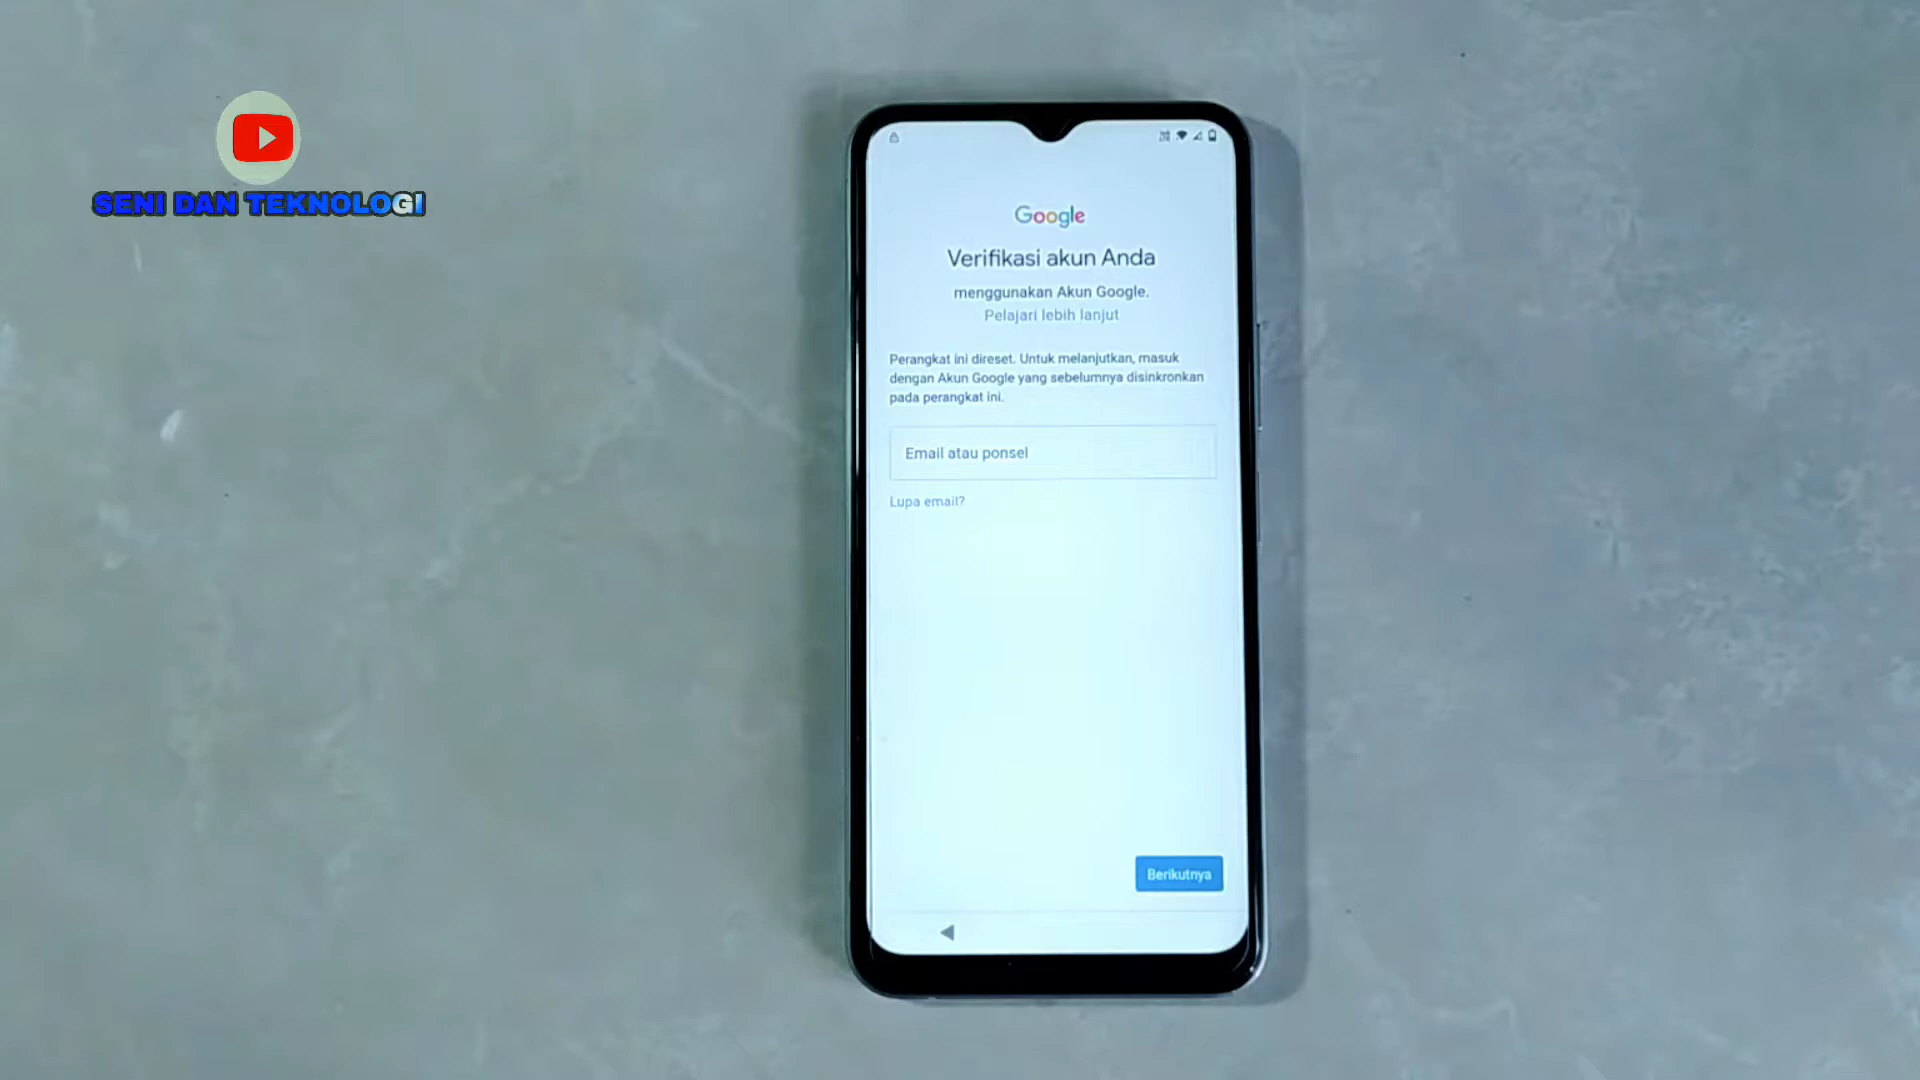 SENI DAN TEKNOLOGI
Google
Verifikasi akun Anda
menggunakan Akun Google.
Pelajari lebih lanjut
Perangkat ini direset. Untuk melanjutkan, masuk
dengan Akun Google yang sebelumnya disinkronkan
pada perangkat ini.
Email atau ponsel
Lupa email?
Berikutnya